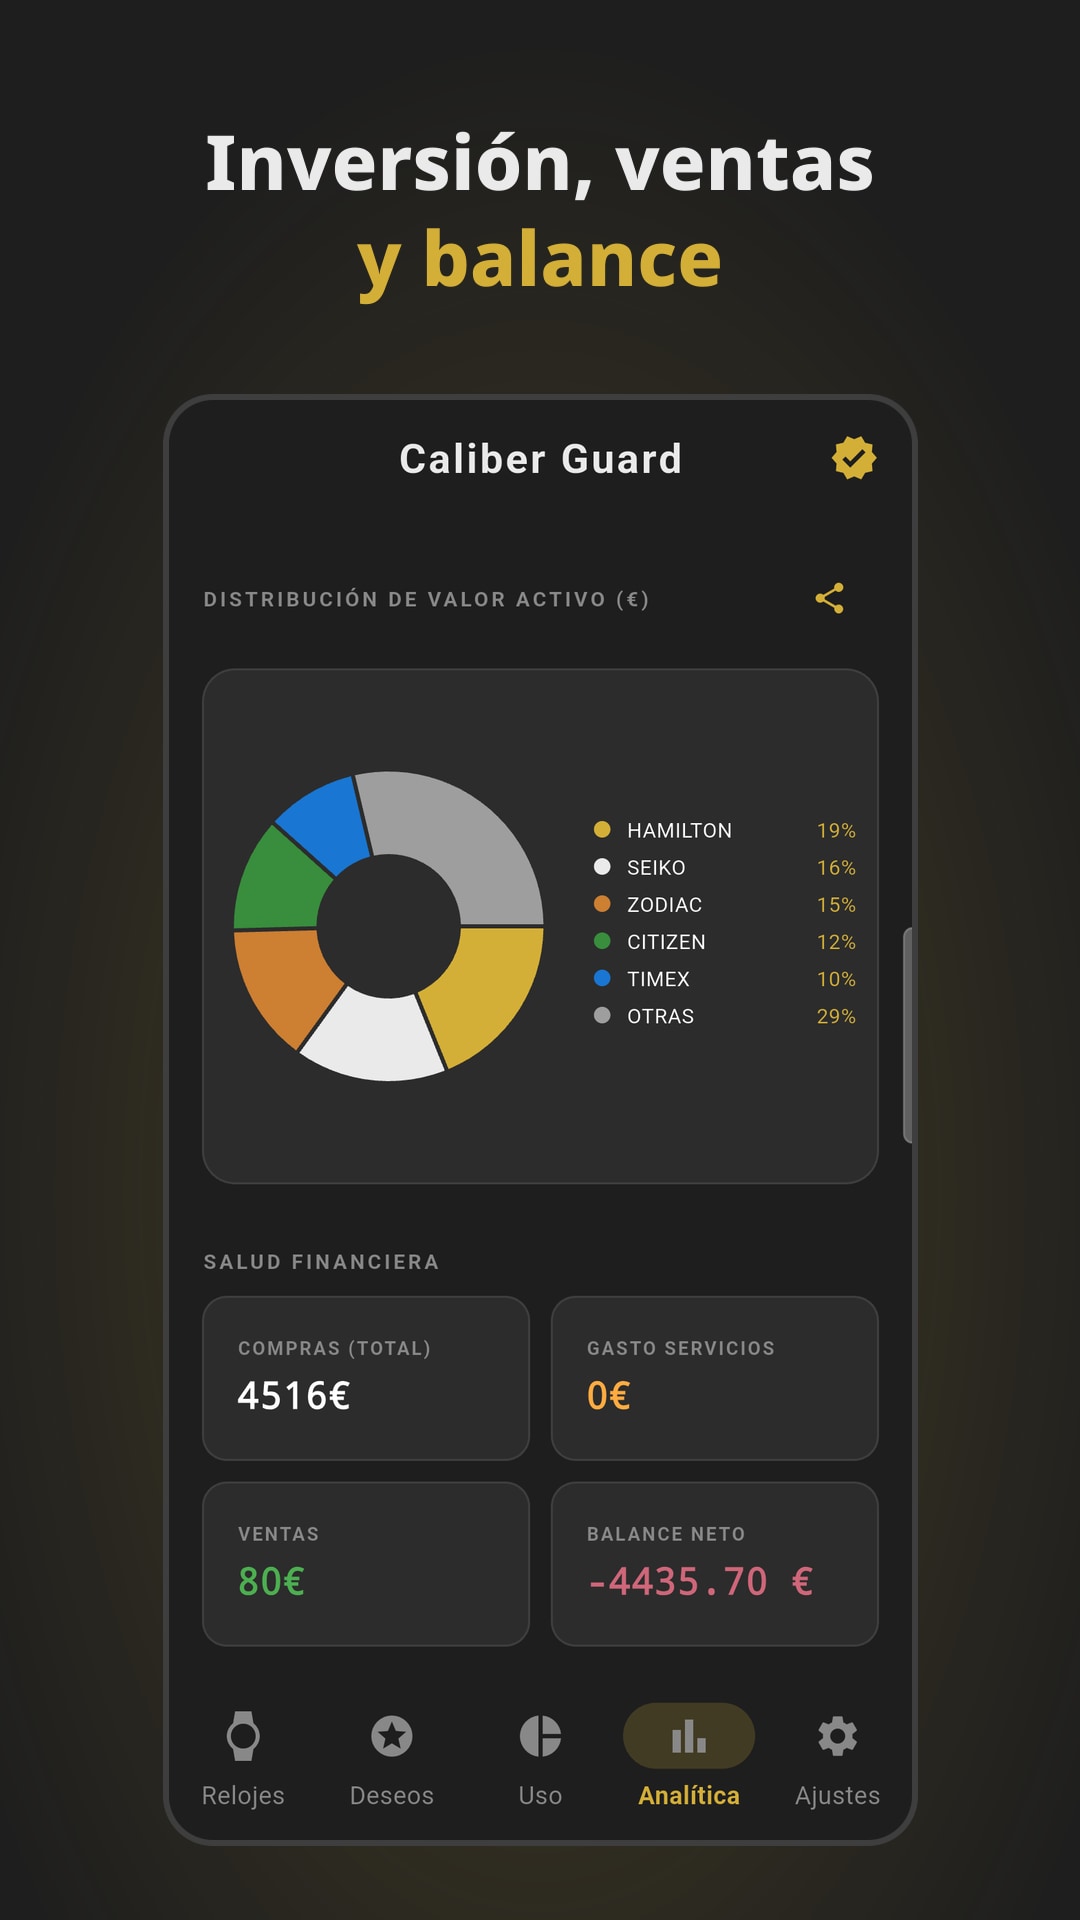 Inversión, ventas
y balance
Caliber Guard
DISTRIBUCIÓN DE VALOR ACTIVO (€)
HAMILTON 19%
SEIKO 16%
ZODIAC 15%
CITIZEN 12%
TIMEX 10%
OTRAS 29%
SALUD FINANCIERA
COMPRAS (TOTAL)
4516€
GASTO SERVICIOS
0€
VENTAS
80€
BALANCE NETO
-4435.70 €
Relojes Deseos Uso Analítica Ajustes